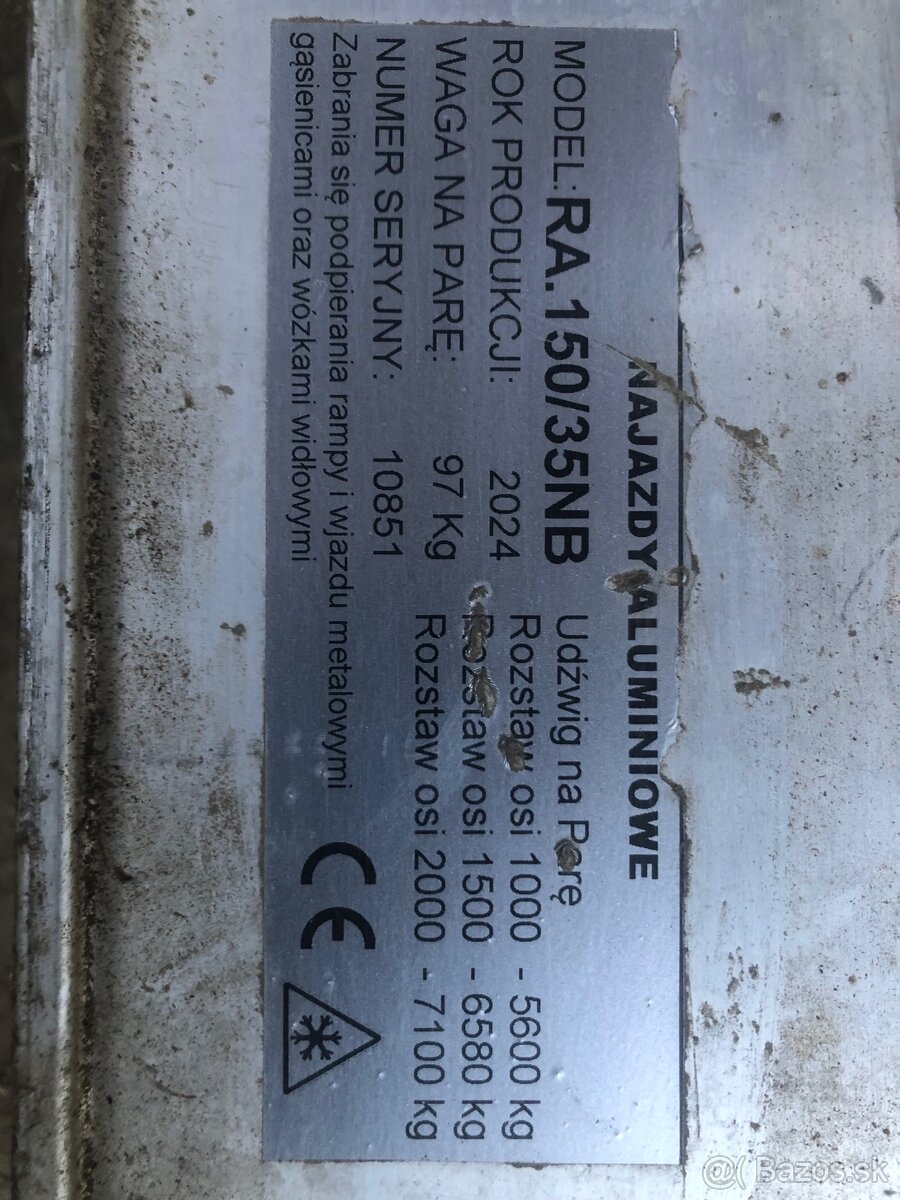 NAJAZDY ALUMINIOWE
MODEL: RA.150/35NB Udźwig na Parę
ROK PRODUKCJI: 2024 Rozstaw osi 1000 - 5600 kg
WAGA NA PARĘ: 97 Kg Rozstaw osi 1500 - 6580 kg
NUMER SERYJNY: 10851 Rozstaw osi 2000 - 7100 kg
Zabrania się podpierania rampy i wjazdu metalowymi
gąsienicami oraz wózkami widłowymi
CE
@ Bazos.sk